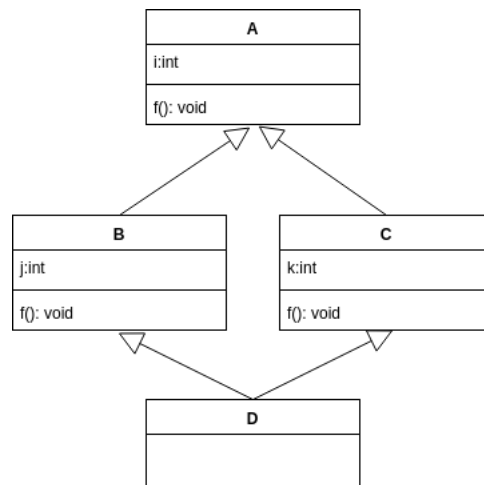 A
i:int
f(): void
B
j:int
f(): void
C
k:int
f(): void
D